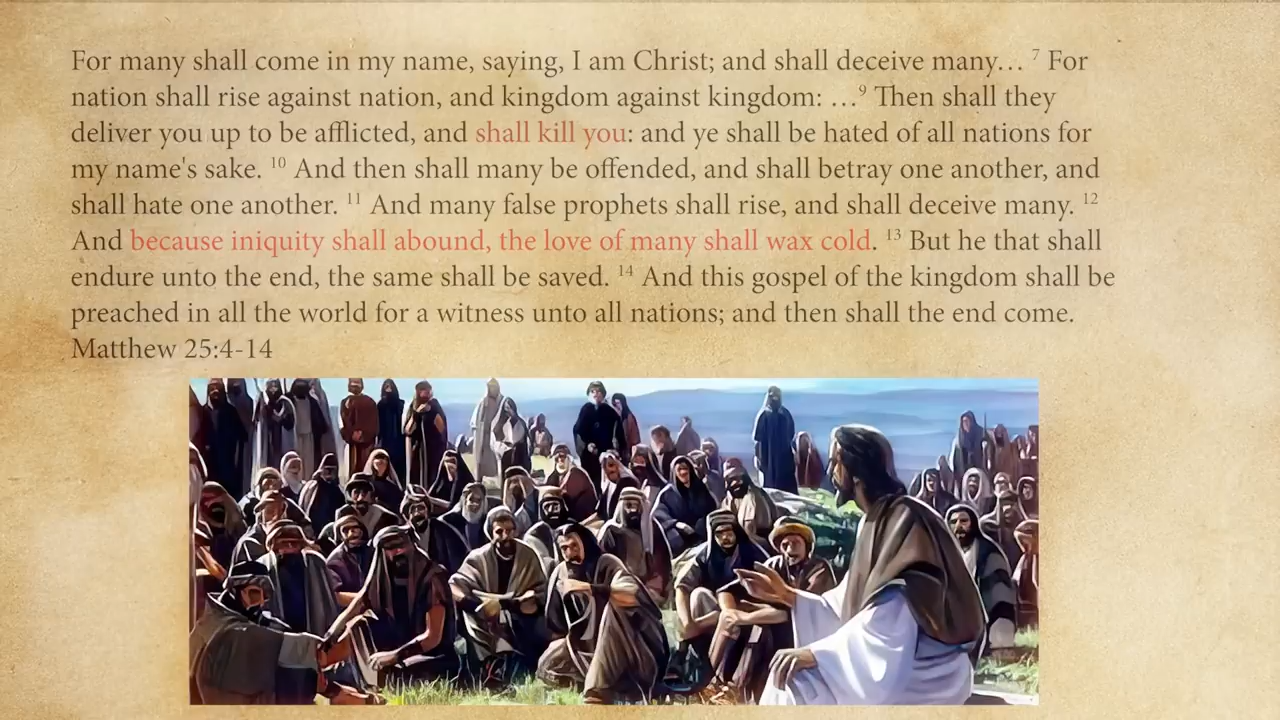 For many shall come in my name, saying, I am Christ; and shall deceive many… ⁷ For
nation shall rise against nation, and kingdom against kingdom: …⁹ Then shall they
deliver you up to be afflicted, and shall kill you: and ye shall be hated of all nations for
my name's sake. ¹⁰ And then shall many be offended, and shall betray one another, and
shall hate one another. ¹¹ And many false prophets shall rise, and shall deceive many. ¹²
And because iniquity shall abound, the love of many shall wax cold. ¹³ But he that shall
endure unto the end, the same shall be saved. ¹⁴ And this gospel of the kingdom shall be
preached in all the world for a witness unto all nations; and then shall the end come.
Matthew 25:4-14